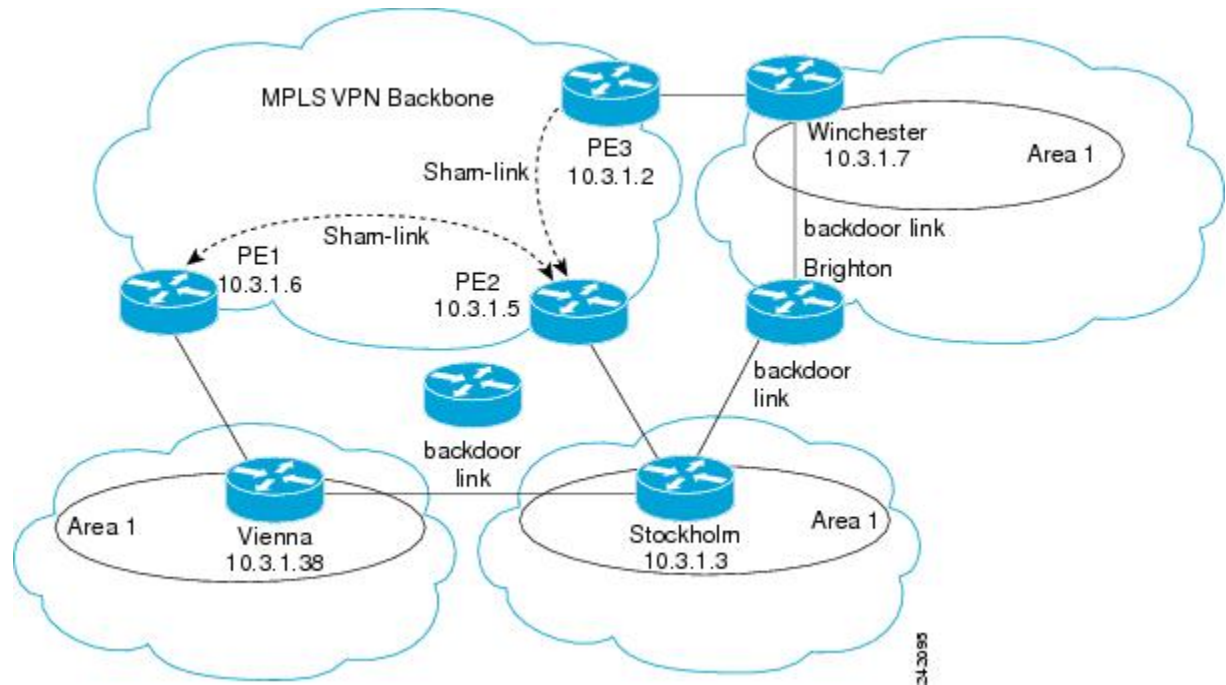 MPLS VPN Backbone
PE3
10.3.1.2
Winchester
10.3.1.7
Area 1
Sham-link
Sham-link
PE1
10.3.1.6
PE2
10.3.1.5
backdoor link
Brighton
backdoor
link
backdoor
link
Area 1
Vienna
10.3.1.38
Stockholm
10.3.1.3
Area 1